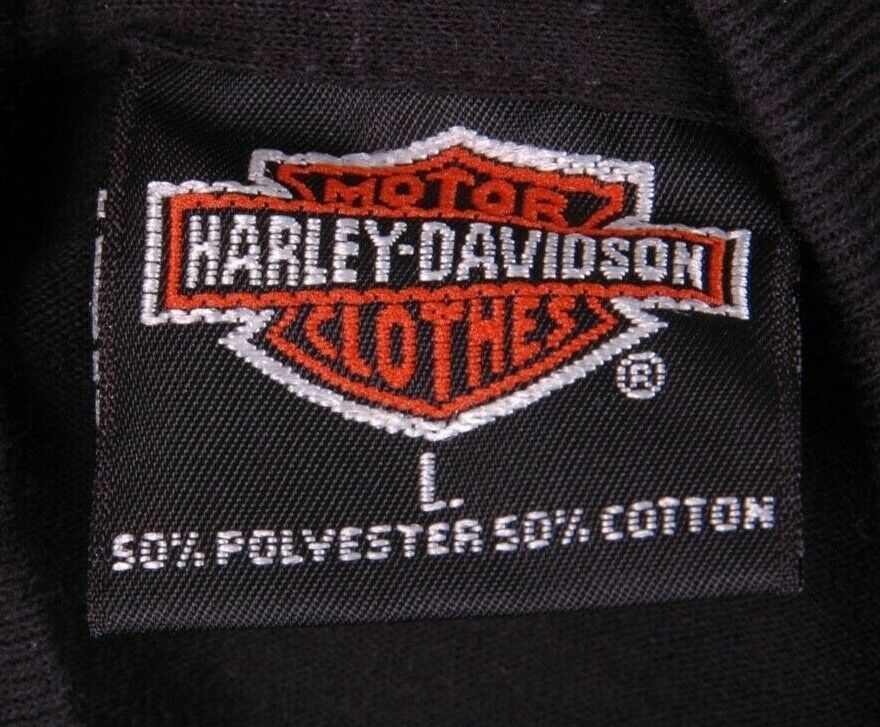 MOTOR
HARLEY-DAVIDSON
CLOTHES
®
L.
50% POLYESTER 50% COTTON